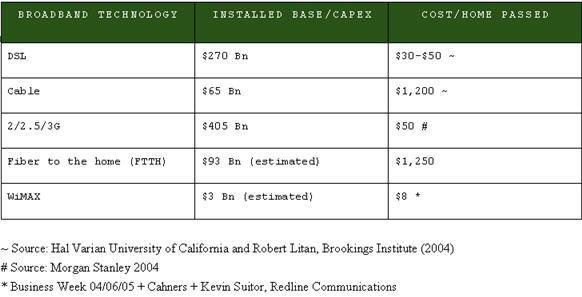 BROADBAND TECHNOLOGY INSTALLED BASE/CAPEX COST/HOME PASSED
DSL $270 Bn $30-$50 ~
Cable $65 Bn $1,200 ~
2/2.5/3G $405 Bn $50 #
Fiber to the home (FTTH) $93 Bn (estimated) $1,250
WiMAX $3 Bn (estimated) $8 *
~ Source: Hal Varian University of California and Robert Litan, Brookings Institute (2004)
# Source: Morgan Stanley 2004
* Business Week 04/06/05 + Cahners + Kevin Suitor, Redline Communications